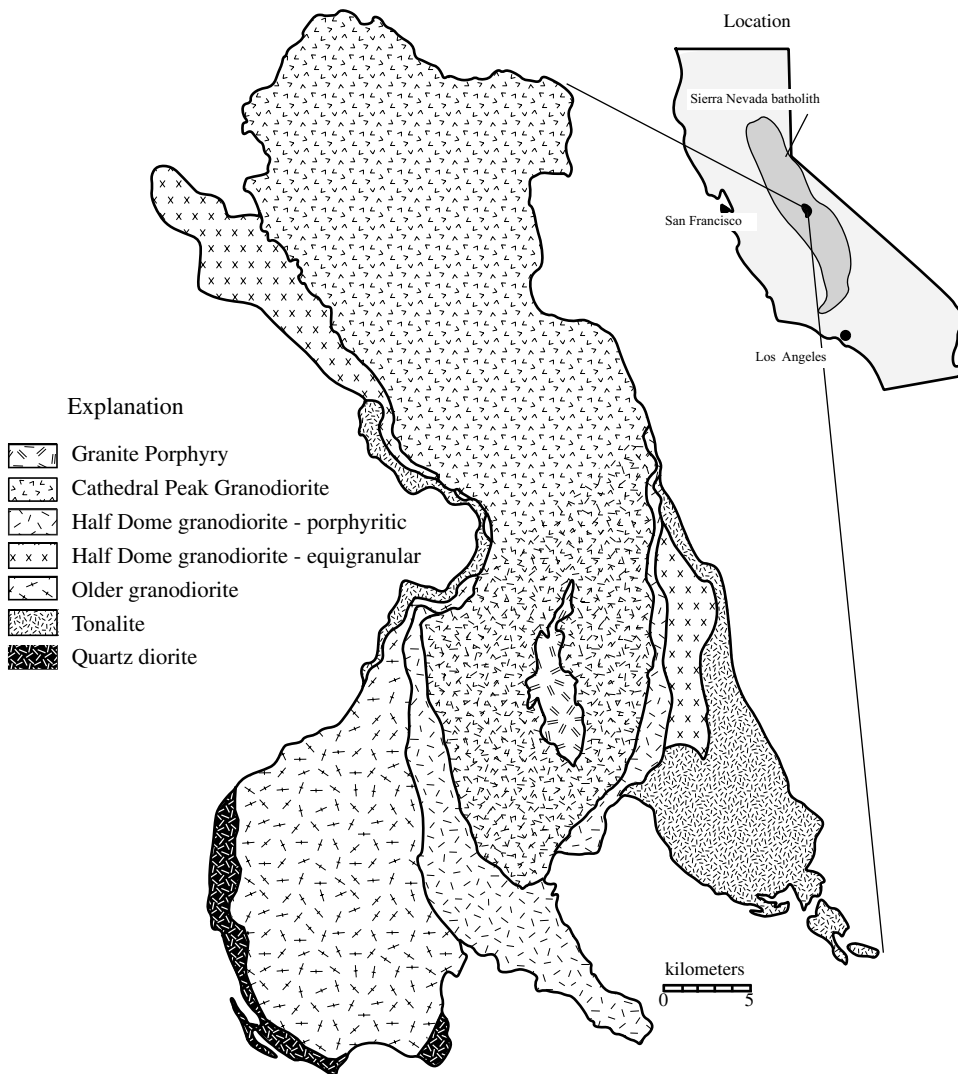 Location
Sierra Nevada batholith
San Francisco
Los Angeles
Explanation
Granite Porphyry
Cathedral Peak Granodiorite
Half Dome granodiorite - porphyritic
Half Dome granodiorite - equigranular
Older granodiorite
Tonalite
Quartz diorite
kilometers
0 5